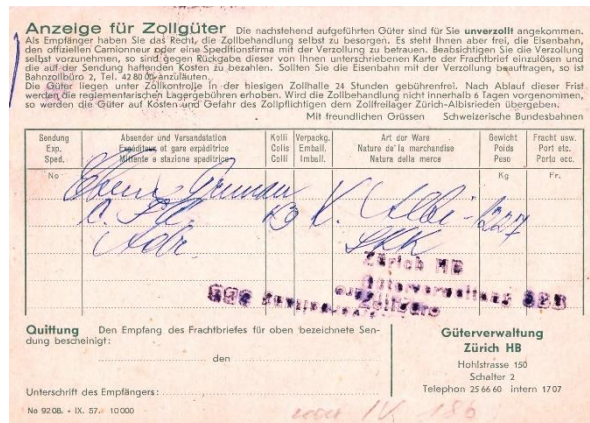 Anzeige für Zollgüter Die nachstehend aufgeführten Güter sind für Sie unverzollt angekommen.
Als Empfänger haben Sie das Recht, die Zollbehandlung selbst zu besorgen. Es steht Ihnen aber frei, die Eisenbahn,
den offiziellen Camionneur oder eine Speditionsfirma mit der Verzollung zu betrauen. Beabsichtigen Sie die Verzollung
selbst vorzunehmen, so sind gegen Rückgabe dieser von Ihnen unterschriebenen Karte der Frachtbrief einzulösen und
die auf der Sendung haftenden Kosten zu bezahlen. Sollten Sie die Eisenbahn mit der Verzollung beauftragen, so ist
Bahnzollbüro 2, Tel. 42 80 00 anzuläuten.
Die Güter liegen unter Zollkontrolle in der hiesigen Zollhalle 24 Stunden gebührenfrei. Nach Ablauf dieser Frist
werden die reglementarischen Lagergebühren erhoben. Wird die Zollbehandlung nicht innerhalb 6 Tagen vorgenommen,
so werden die Güter auf Kosten und Gefahr des Zollpflichtigen dem Zollfreilager Zürich-Albisrieden übergeben.
Mit freundlichen Grüssen Schweizerische Bundesbahnen
Sendung Absender und Versandstation Kolli Verpackg. Art der Ware Gewicht Fracht usw.
Exp. Expéditeur et gare expéditrice Colis Emball. Nature de la marchandise Poids Port etc.
Sped. Mittente e stazione speditrice Colli Imball. Natura della merce Peso Porto ecc.
No Kg Fr.
Zürich HB
Güterverwaltung SBB
Zollbüro
Quittung Den Empfang des Frachtbriefes für oben bezeichnete Sen-
dung bescheinigt:
den
Unterschrift des Empfängers:
No 9208. - IX. 57. 10 000
Güterverwaltung
Zürich HB
Hohlstrasse 150
Schalter 2
Telephon 25 66 60 intern 17 07